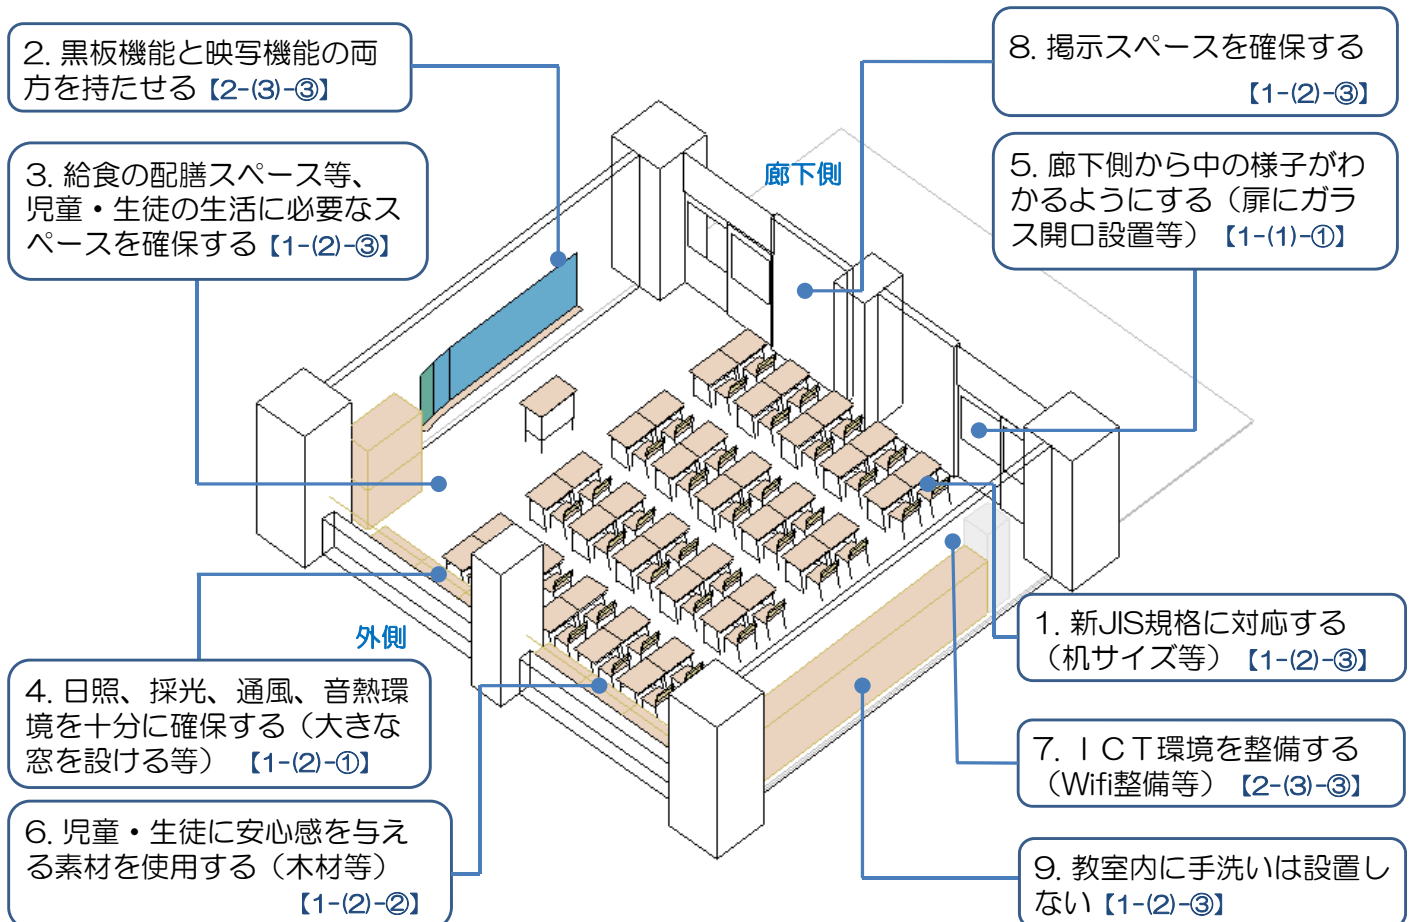 2. 黒板機能と映写機能の両
方を持たせる【2-(3)-③】
3. 給食の配膳スペース等、
児童・生徒の生活に必要なス
ペースを確保する【1-(2)-③】
8. 掲示スペースを確保する
【1-(2)-③】
5. 廊下側から中の様子がわ
かるようにする（扉にガラ
ス開口設置等）【1-(1)-①】
廊下側
外側
4. 日照、採光、通風、音熱環
境を十分に確保する（大きな
窓を設ける等）【1-(2)-①】
6. 児童・生徒に安心感を与え
る素材を使用する（木材等）
【1-(2)-②】
1. 新JIS規格に対応する
（机サイズ等）【1-(2)-③】
7. ＩＣＴ環境を整備する
（Wifi整備等）【2-(3)-③】
9. 教室内に手洗いは設置し
ない【1-(2)-③】